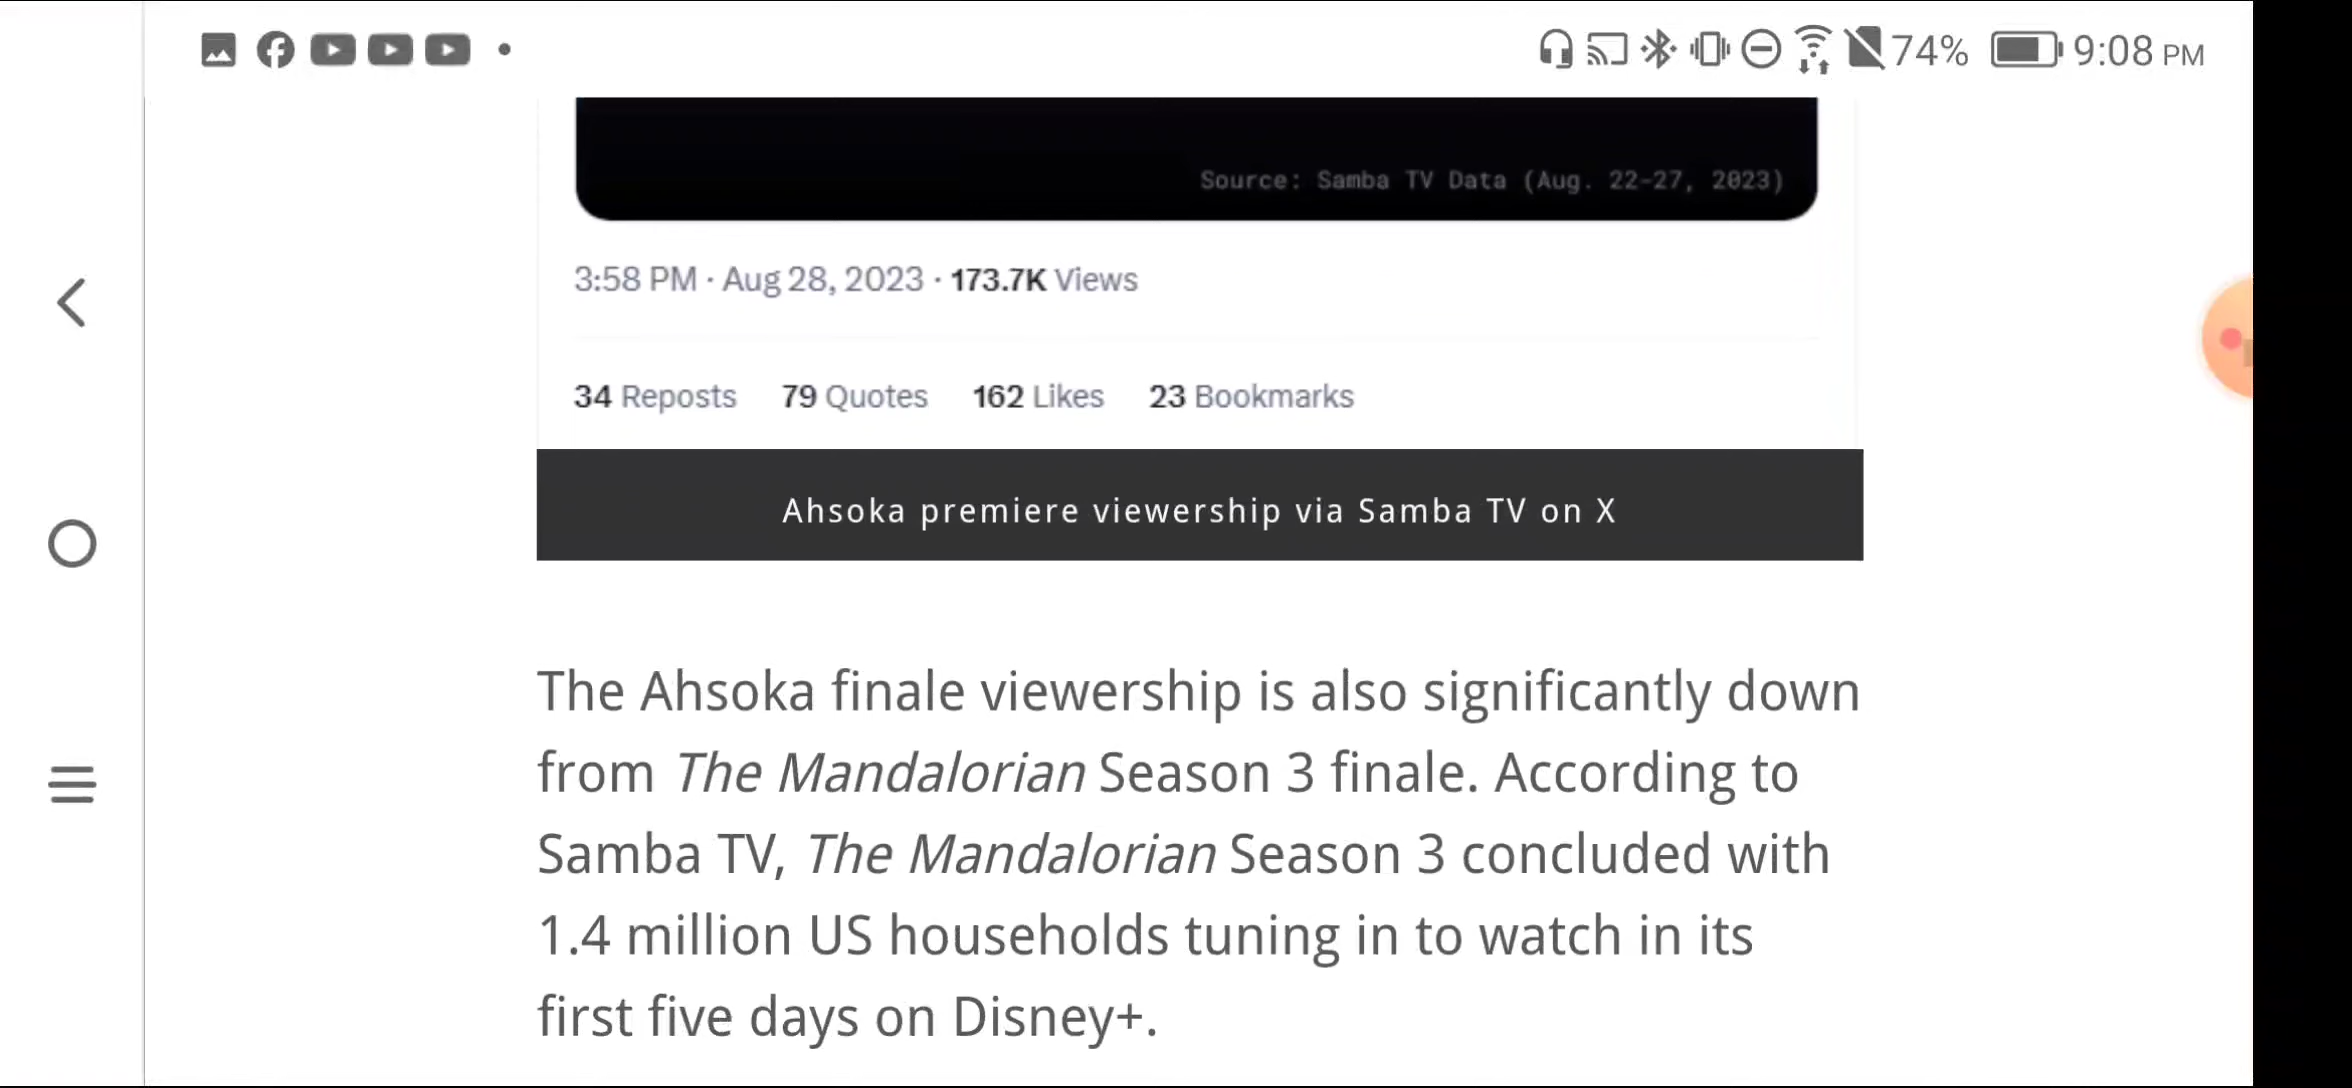 74% 9:08 PM
Source: Samba TV Data (Aug. 22-27, 2023)
3:58 PM · Aug 28, 2023 · 173.7K Views
34 Reposts 79 Quotes 162 Likes 23 Bookmarks
Ahsoka premiere viewership via Samba TV on X
The Ahsoka finale viewership is also significantly down
from The Mandalorian Season 3 finale. According to
Samba TV, The Mandalorian Season 3 concluded with
1.4 million US households tuning in to watch in its
first five days on Disney+.